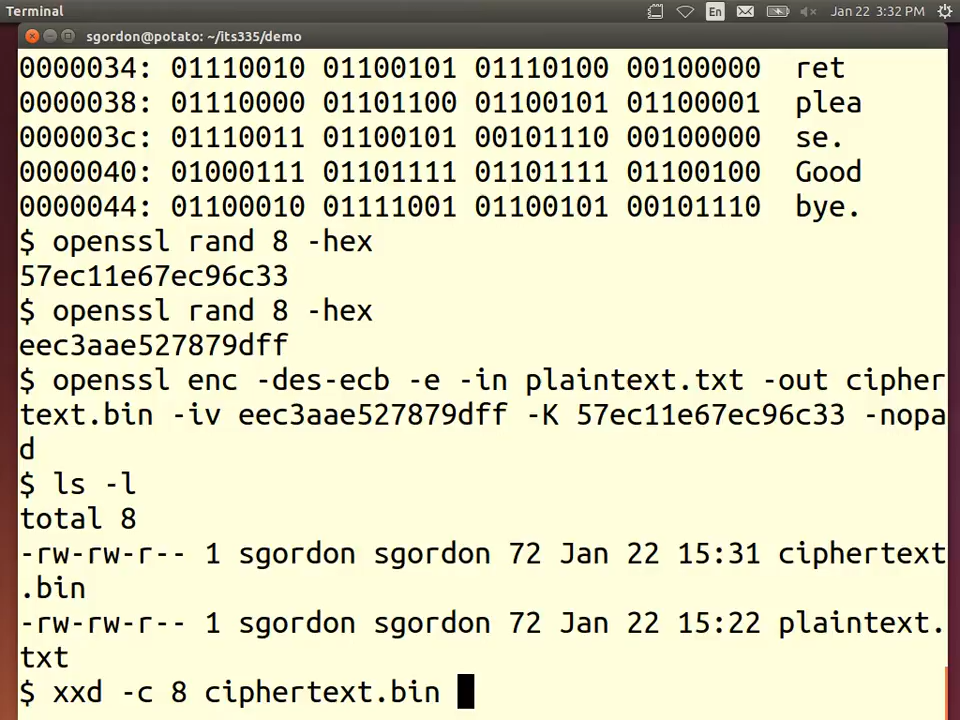 Terminal En Jan 22 3:32 PM
sgordon@potato: ~/its335/demo
0000034: 01110010 01100101 01110100 00100000  ret
0000038: 01110000 01101100 01100101 01100001  plea
000003c: 01110011 01100101 00101110 00100000  se.
0000040: 01000111 01101111 01101111 01100100  Good
0000044: 01100010 01111001 01100101 00101110  bye.
$ openssl rand 8 -hex
57ec11e67ec96c33
$ openssl rand 8 -hex
eec3aae527879dff
$ openssl enc -des-ecb -e -in plaintext.txt -out cipher
text.bin -iv eec3aae527879dff -K 57ec11e67ec96c33 -nopa
d
$ ls -l
total 8
-rw-rw-r-- 1 sgordon sgordon 72 Jan 22 15:31 ciphertext
.bin
-rw-rw-r-- 1 sgordon sgordon 72 Jan 22 15:22 plaintext.
txt
$ xxd -c 8 ciphertext.bin